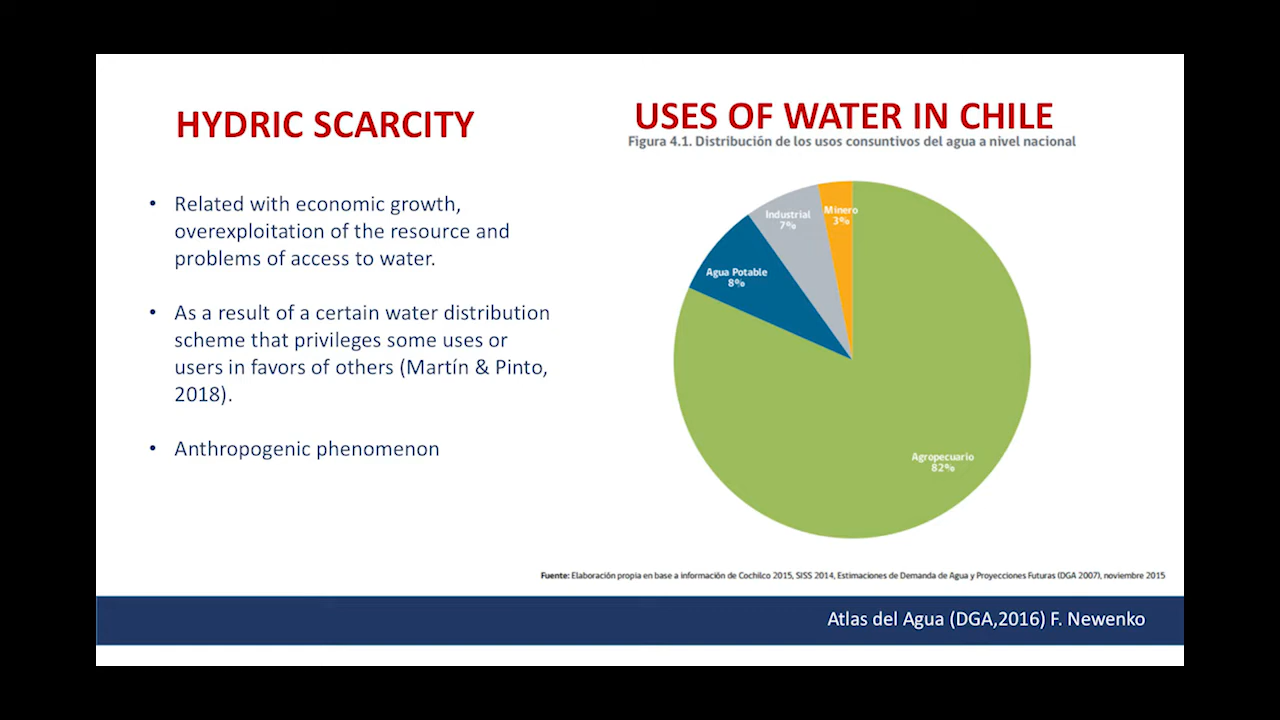 HYDRIC SCARCITY
• Related with economic growth,
overexploitation of the resource and
problems of access to water.
• As a result of a certain water distribution
scheme that privileges some uses or
users in favors of others (Martín & Pinto,
2018).
• Anthropogenic phenomenon
USES OF WATER IN CHILE
Figura 4.1. Distribución de los usos consuntivos del agua a nivel nacional
Minero
3%
Industrial
7%
Agua Potable
8%
Agropecuario
82%
Fuente: Elaboración propia en base a información de Cochilco 2015, SISS 2014, Estimaciones de Demanda de Agua y Proyecciones Futuras (DGA 2007), noviembre 2015
Atlas del Agua (DGA,2016) F. Newenko